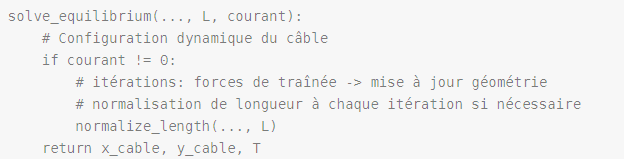 solve_equilibrium(..., L, courant):
    # Configuration dynamique du câble
    if courant != 0:
        # itérations: forces de traînée -> mise à jour géométrie
        # normalisation de longueur à chaque itération si nécessaire
        normalize_length(..., L)
    return x_cable, y_cable, T